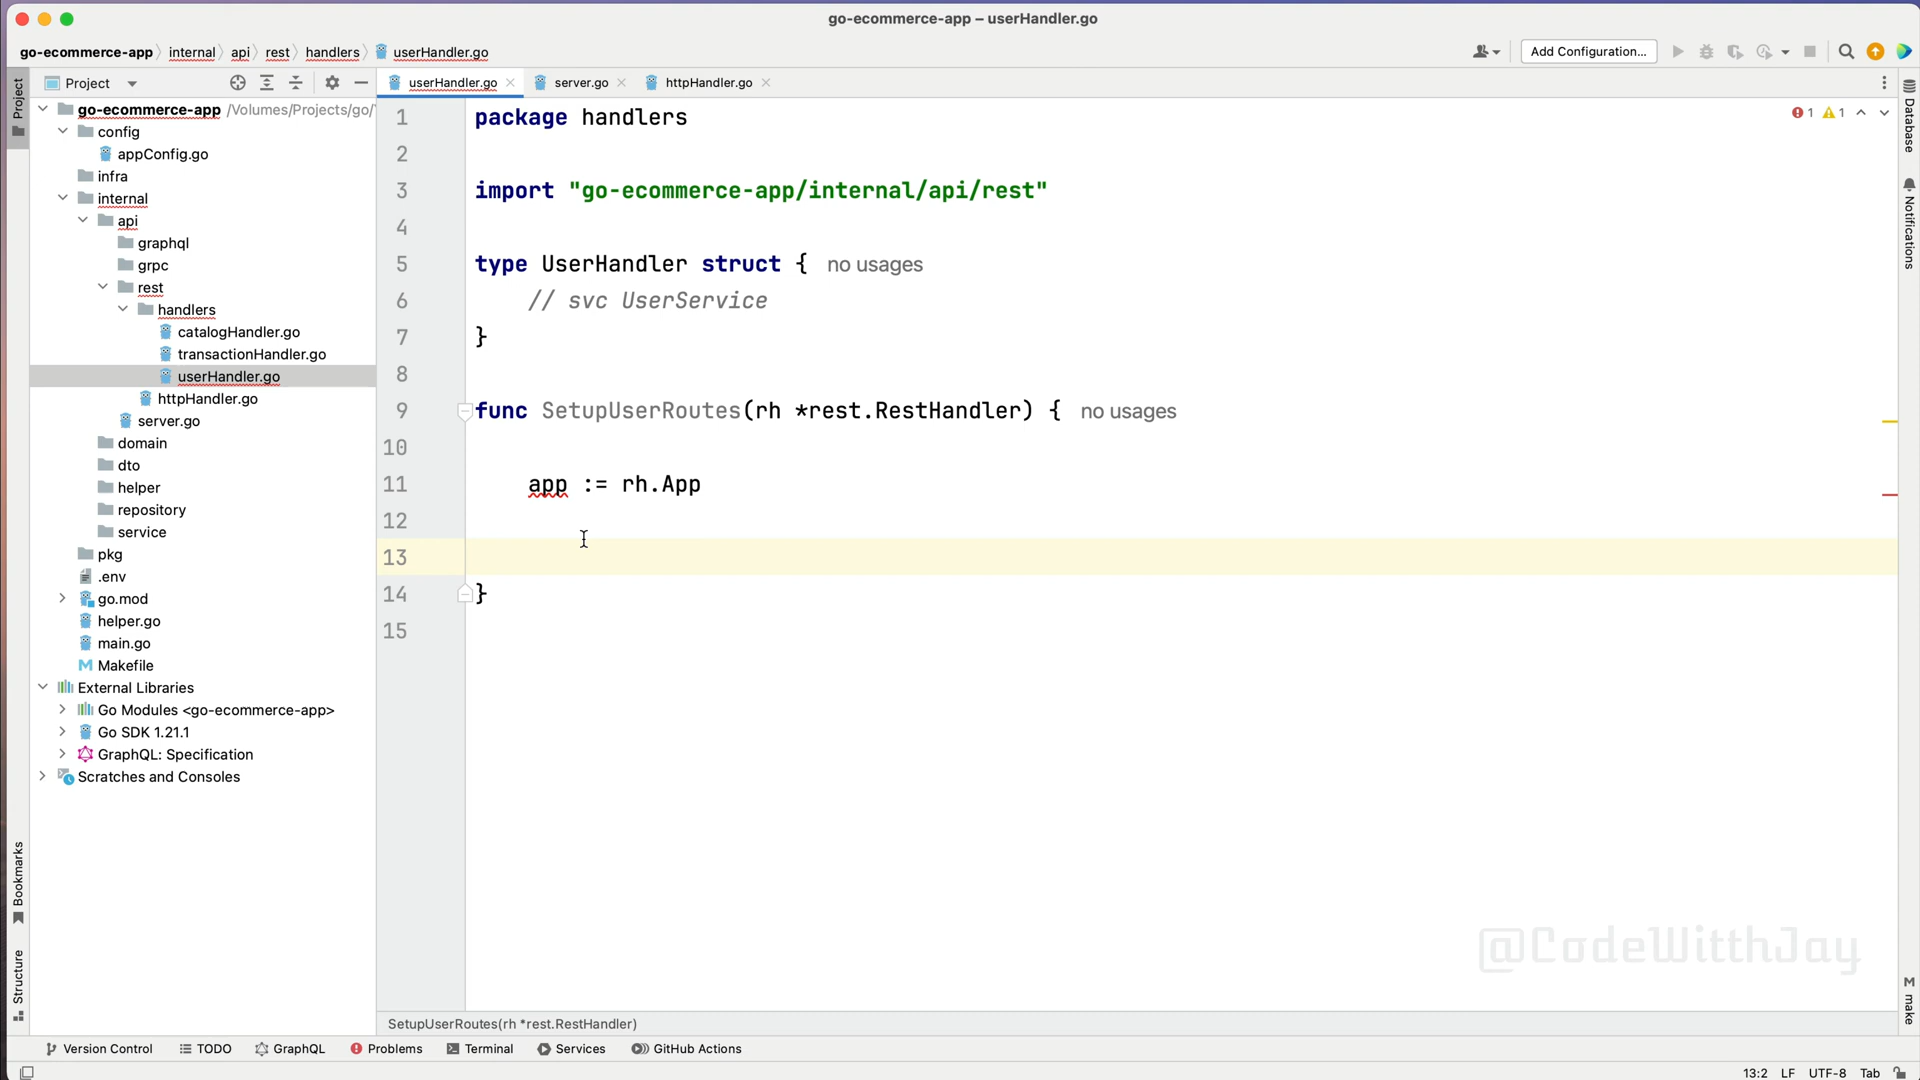 go-ecommerce-app – userHandler.go
go-ecommerce-app internal api rest handlers userHandler.go
Add Configuration...
Project
userHandler.go server.go httpHandler.go
Project
go-ecommerce-app /Volumes/Projects/go/
config
appConfig.go
infra
internal
api
graphql
grpc
rest
handlers
catalogHandler.go
transactionHandler.go
userHandler.go
httpHandler.go
server.go
domain
dto
helper
repository
service
pkg
.env
go.mod
helper.go
main.go
Makefile
External Libraries
Go Modules <go-ecommerce-app>
Go SDK 1.21.1
GraphQL: Specification
Scratches and Consoles
Bookmarks
Structure
1 package handlers
2
3 import "go-ecommerce-app/internal/api/rest"
4
5 type UserHandler struct { no usages
6 // svc UserService
7 }
8
9 func SetupUserRoutes(rh *rest.RestHandler) { no usages
10
11 app := rh.App
12
13
14 }
15
1 1
Database
Notifications
make
@CodeWitthJay
SetupUserRoutes(rh *rest.RestHandler)
Version Control TODO GraphQL Problems Terminal Services GitHub Actions
13:2 LF UTF-8 Tab